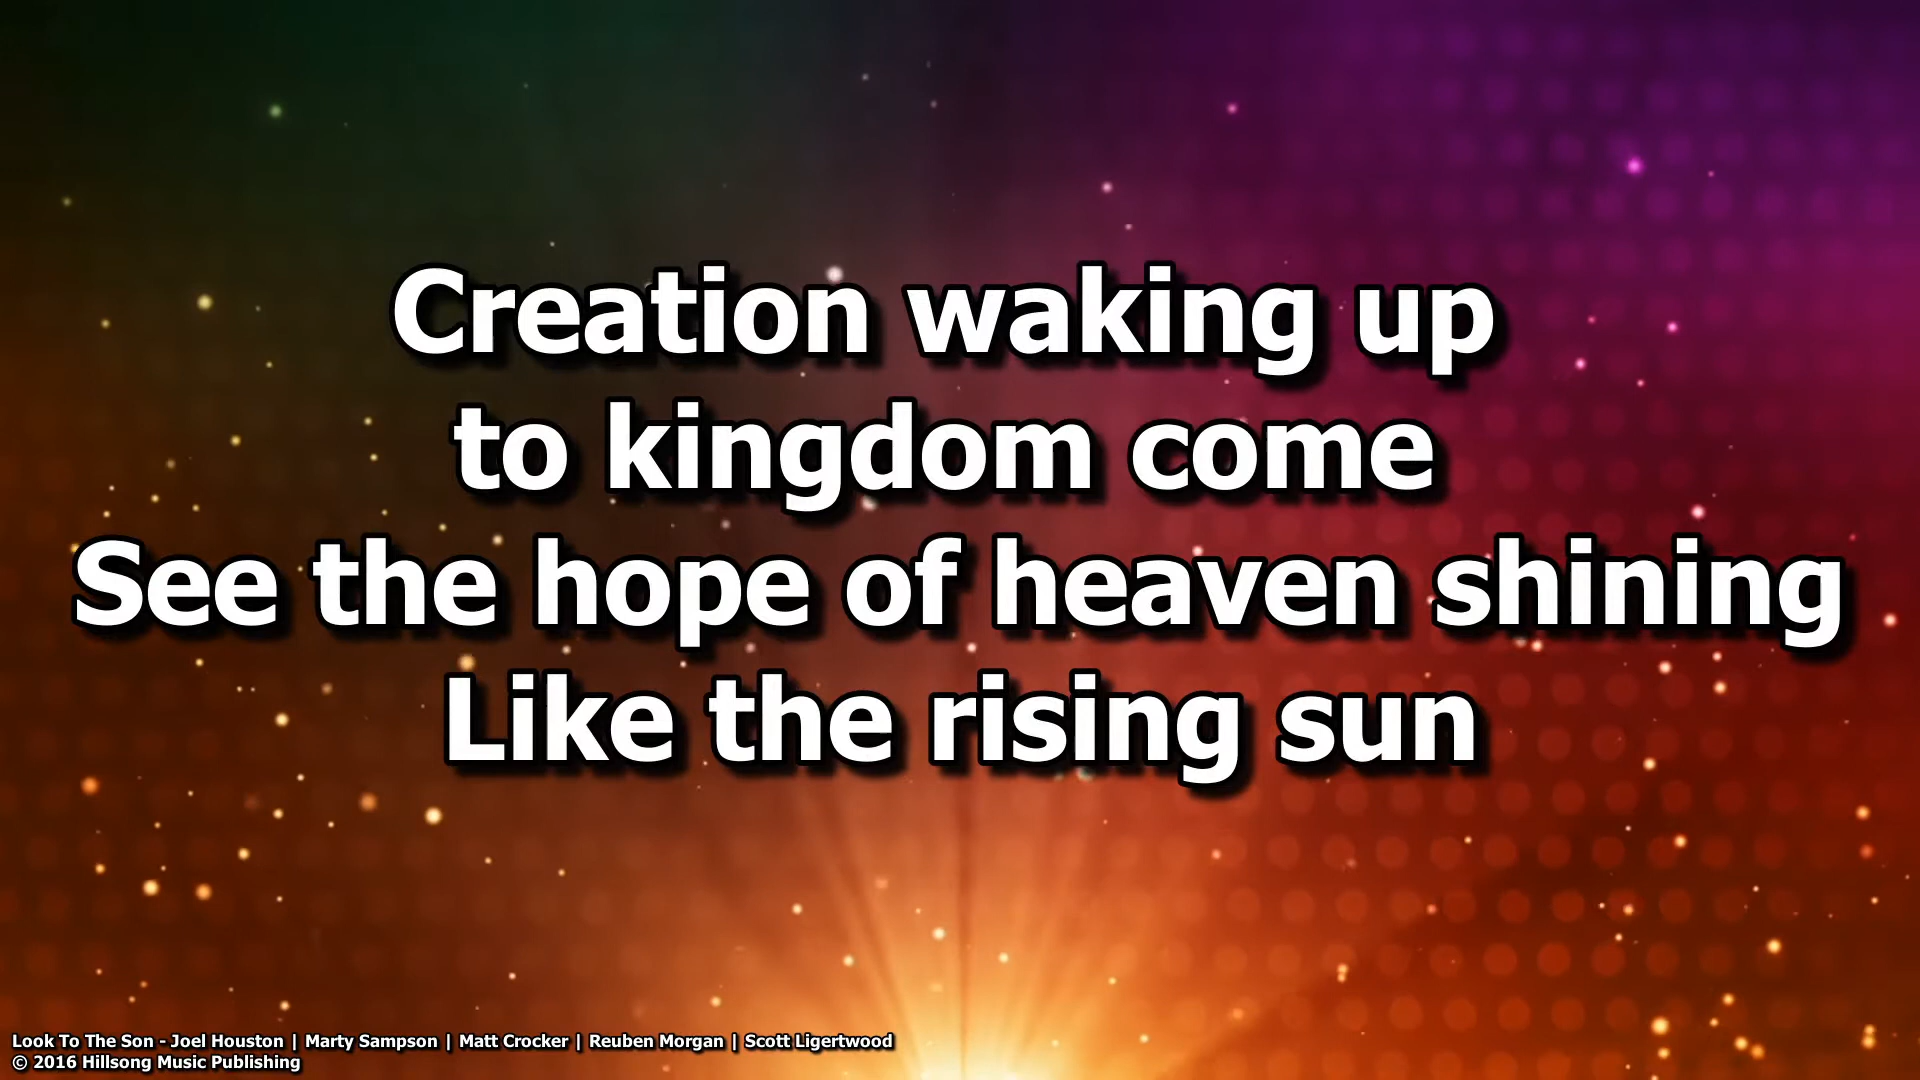 Creation waking up
to kingdom come
See the hope of heaven shining
Like the rising sun
Look To The Son - Joel Houston | Marty Sampson | Matt Crocker | Reuben Morgan | Scott Ligertwood
© 2016 Hillsong Music Publishing